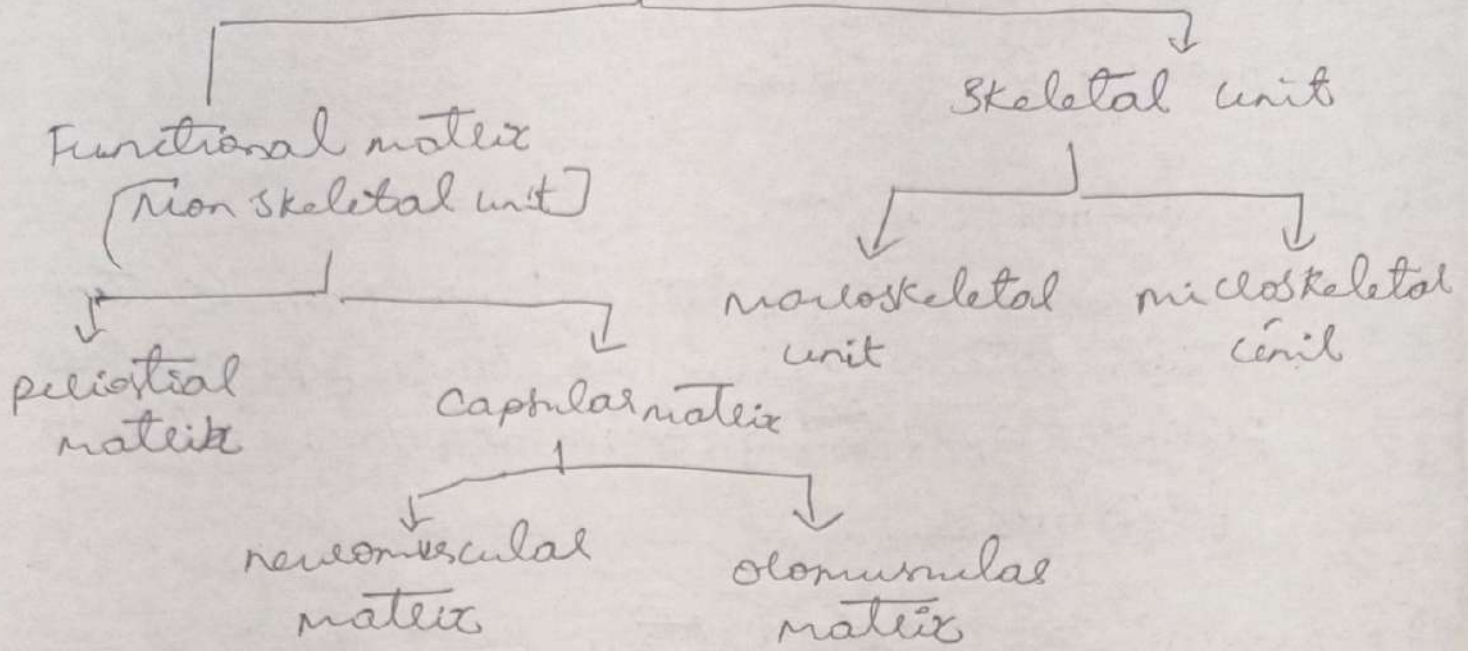 Skeletal unit
Functional matrix
[Non skeletal unit]
macroskeletal
unit
microskeletal
unit
periostial
matrix
Capsular matrix
neuromuscular
matrix
oromuscular
matrix